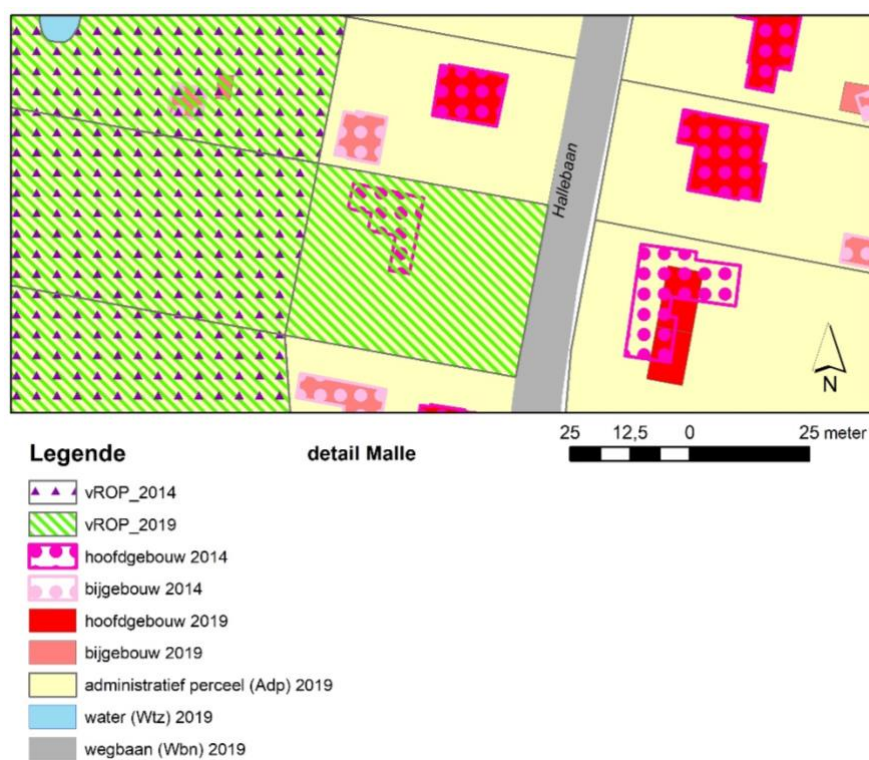 Hallebaan
N
25 12,5 0 25 meter
Legende
detail Malle
vROP_2014
vROP_2019
hoofdgebouw 2014
bijgebouw 2014
hoofdgebouw 2019
bijgebouw 2019
administratief perceel (Adp) 2019
water (Wtz) 2019
wegbaan (Wbn) 2019